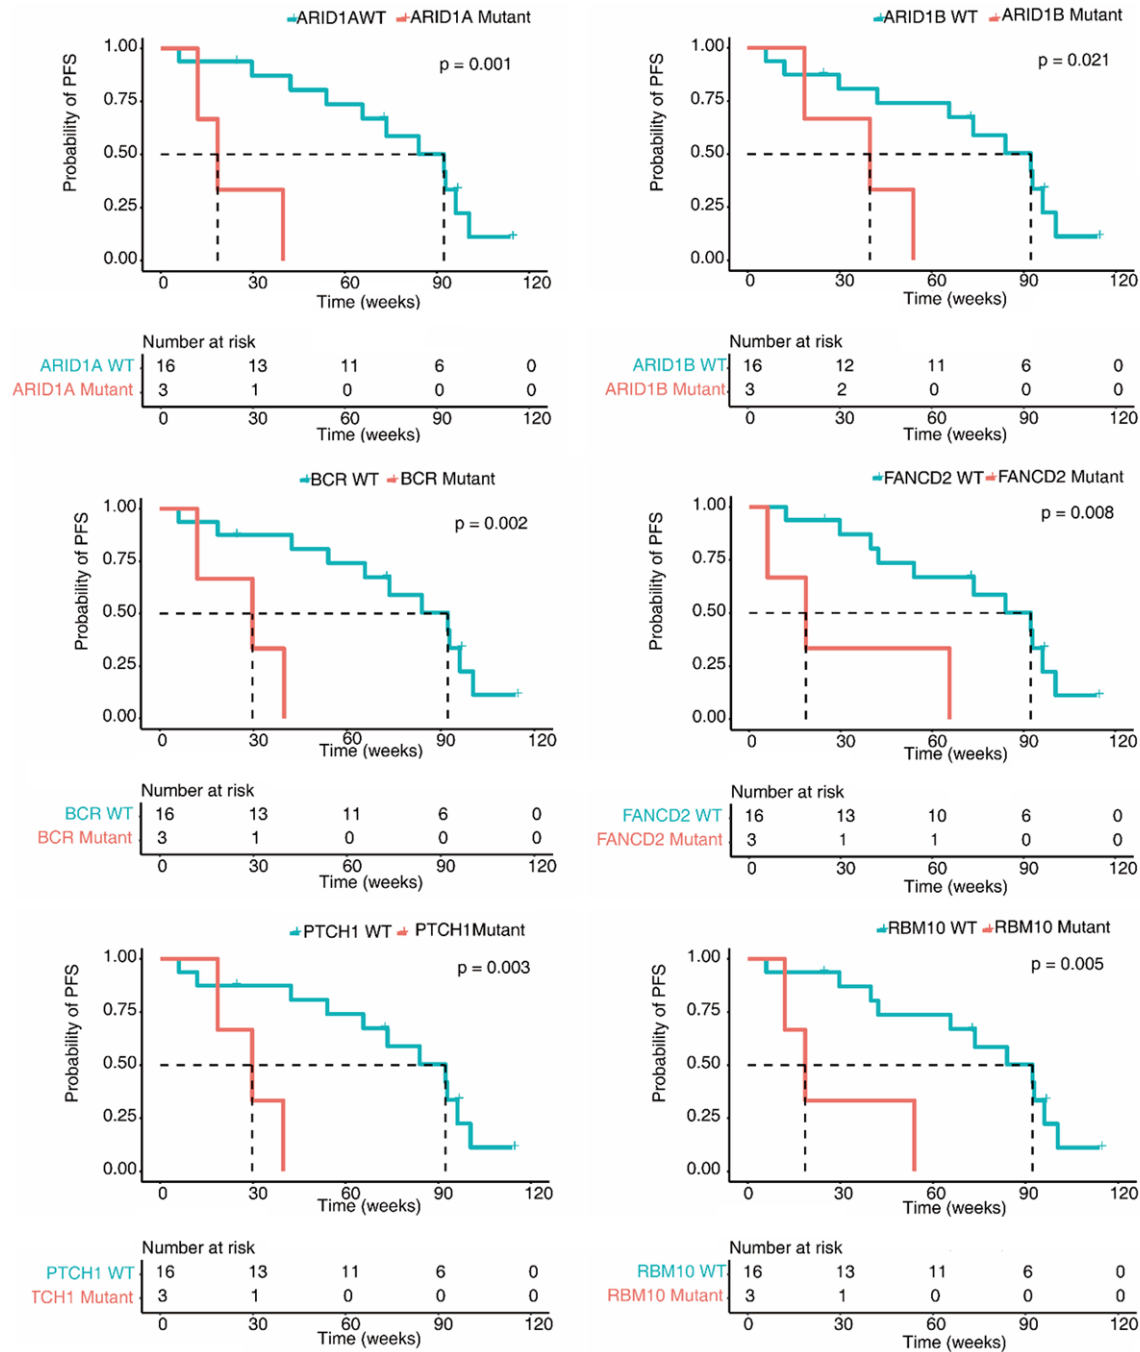 ARID1AWT ARID1A Mutant
p = 0.001
Probability of PFS
1.00
0.75
0.50
0.25
0.00
0 30 60 90 120
Time (weeks)
Number at risk
ARID1A WT 16 13 11 6 0
ARID1A Mutant 3 1 0 0 0
0 30 60 90 120
Time (weeks)
ARID1B WT ARID1B Mutant
p = 0.021
Probability of PFS
1.00
0.75
0.50
0.25
0.00
0 30 60 90 120
Time (weeks)
Number at risk
ARID1B WT 16 12 11 6 0
ARID1B Mutant 3 2 0 0 0
0 30 60 90 120
Time (weeks)
BCR WT BCR Mutant
p = 0.002
Probability of PFS
1.00
0.75
0.50
0.25
0.00
0 30 60 90 120
Time (weeks)
Number at risk
BCR WT 16 13 11 6 0
BCR Mutant 3 1 0 0 0
0 30 60 90 120
Time (weeks)
FANCD2 WT FANCD2 Mutant
p = 0.008
Probability of PFS
1.00
0.75
0.50
0.25
0.00
0 30 60 90 120
Time (weeks)
Number at risk
FANCD2 WT 16 13 10 6 0
FANCD2 Mutant 3 1 1 0 0
0 30 60 90 120
Time (weeks)
PTCH1 WT PTCH1Mutant
p = 0.003
Probability of PFS
1.00
0.75
0.50
0.25
0.00
0 30 60 90 120
Time (weeks)
Number at risk
PTCH1 WT 16 13 11 6 0
TCH1 Mutant 3 1 0 0 0
0 30 60 90 120
Time (weeks)
RBM10 WT RBM10 Mutant
p = 0.005
Probability of PFS
1.00
0.75
0.50
0.25
0.00
0 30 60 90 120
Time (weeks)
Number at risk
RBM10 WT 16 13 11 6 0
RBM10 Mutant 3 1 0 0 0
0 30 60 90 120
Time (weeks)